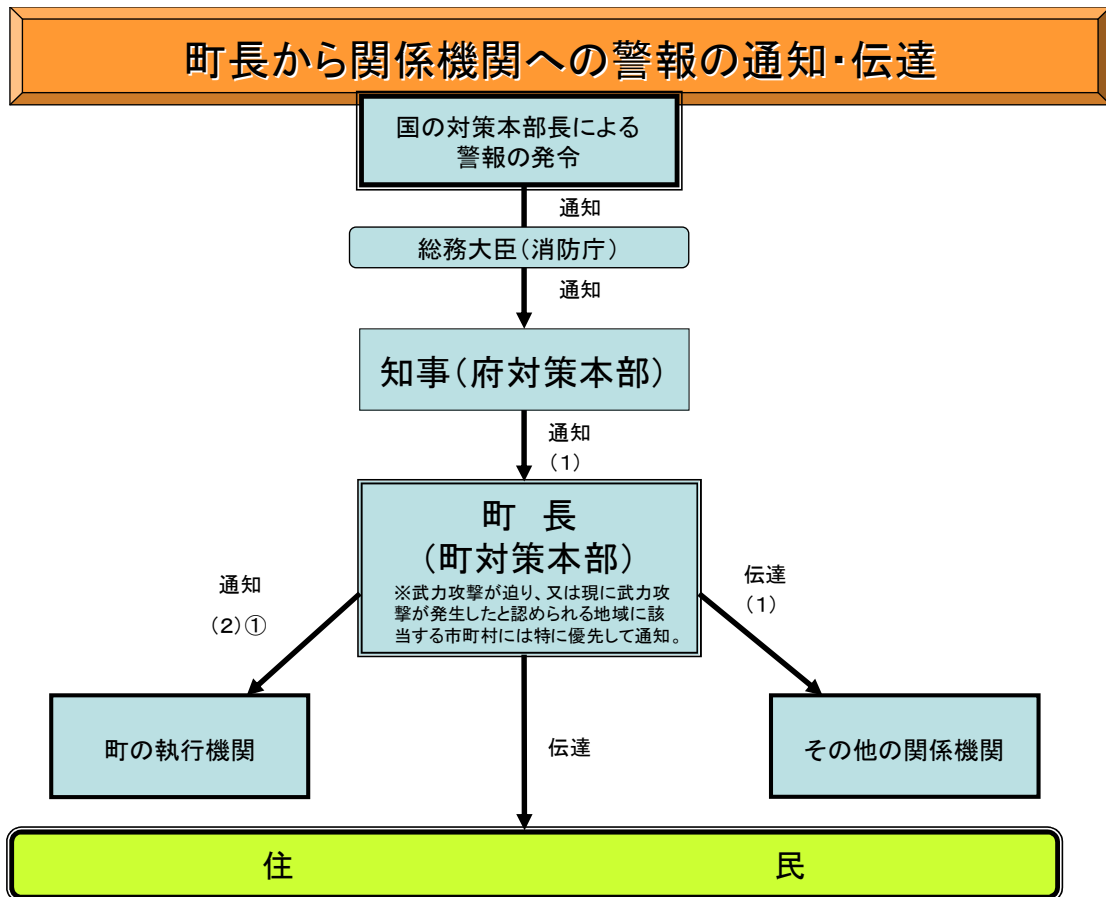 町長から関係機関への警報の通知・伝達
国の対策本部長による
警報の発令
通知
総務大臣(消防庁)
通知
知事(府対策本部)
通知
(1)
町 長
(町対策本部)
※武力攻撃が迫り、又は現に武力攻
撃が発生したと認められる地域に該
当する市町村には特に優先して通知。
通知
(2)①
伝達
(1)
町の執行機関
伝達
その他の関係機関
住 民